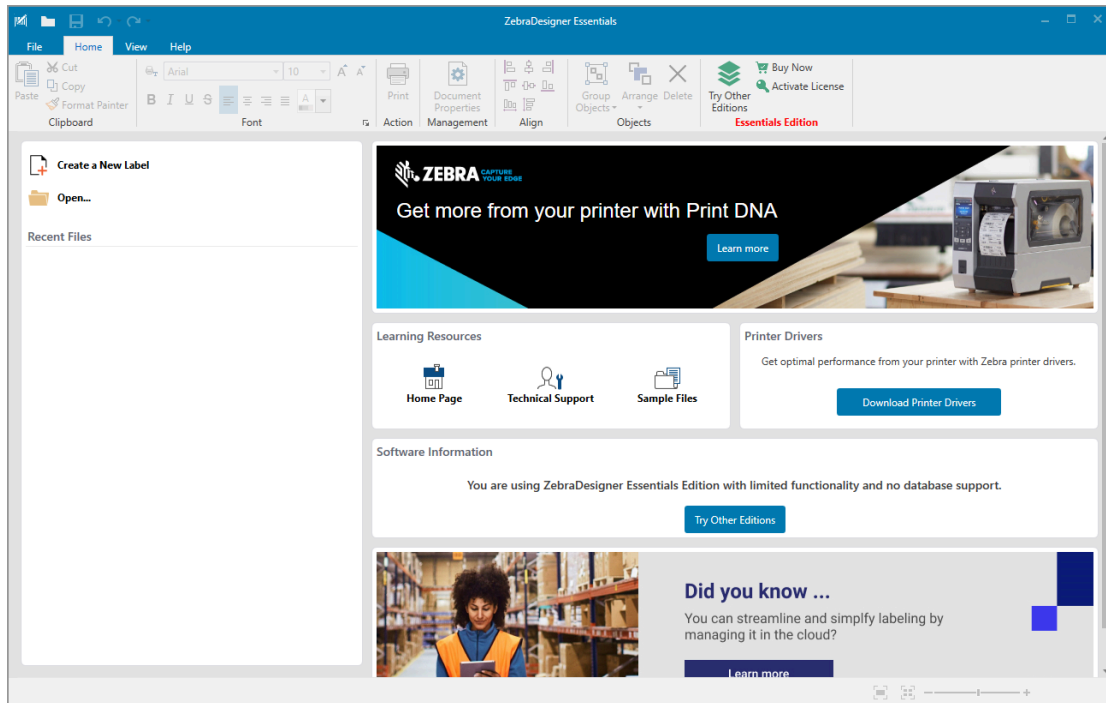 ZebraDesigner Essentials
File Home View Help
Paste
Cut
Copy
Format Painter
Clipboard
Arial 10
B I U S
Font
Print
Action
Document
Properties
Management
Align
Group
Objects
Arrange
Delete
Objects
Try Other
Editions
Buy Now
Activate License
Essentials Edition
Create a New Label
Open...
Recent Files
ZEBRA CAPTURE
YOUR EDGE
Get more from your printer with Print DNA
Learn more
Learning Resources
Home Page
Technical Support
Sample Files
Printer Drivers
Get optimal performance from your printer with Zebra printer drivers.
Download Printer Drivers
Software Information
You are using ZebraDesigner Essentials Edition with limited functionality and no database support.
Try Other Editions
Did you know ...
You can streamline and simplfy labeling by
managing it in the cloud?
Learn more